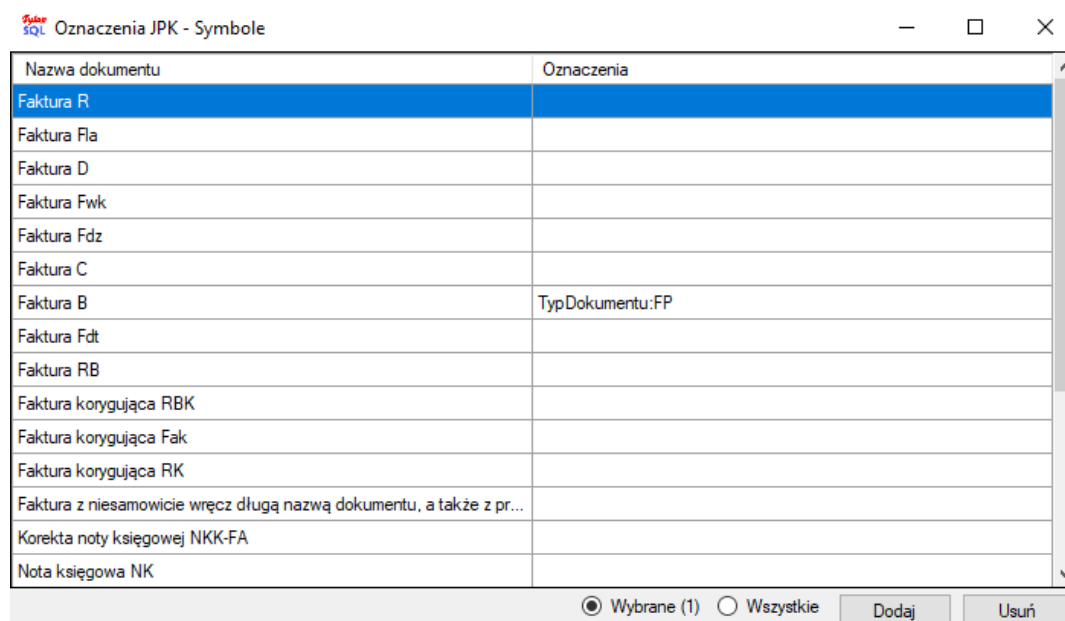 Tylan
SQL Oznaczenia JPK - Symbole
Nazwa dokumentu Oznaczenia
Faktura R
Faktura Fla
Faktura D
Faktura Fwk
Faktura Fdz
Faktura C
Faktura B TypDokumentu:FP
Faktura Fdt
Faktura RB
Faktura korygująca RBK
Faktura korygująca Fak
Faktura korygująca RK
Faktura z niesamowicie wręcz długą nazwą dokumentu, a także z pr...
Korekta noty księgowej NKK-FA
Nota księgowa NK
Wybrane (1) Wszystkie Dodaj Usuń